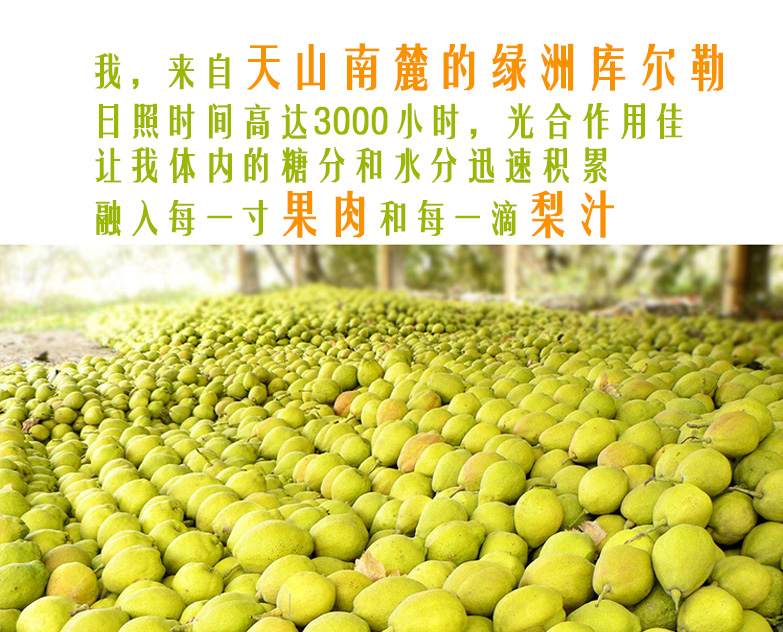 我，来自天山南麓的绿洲库尔勒
日照时间高达3000小时，光合作用佳
让我体内的糖分和水分迅速积累
融入每一寸果肉和每一滴梨汁